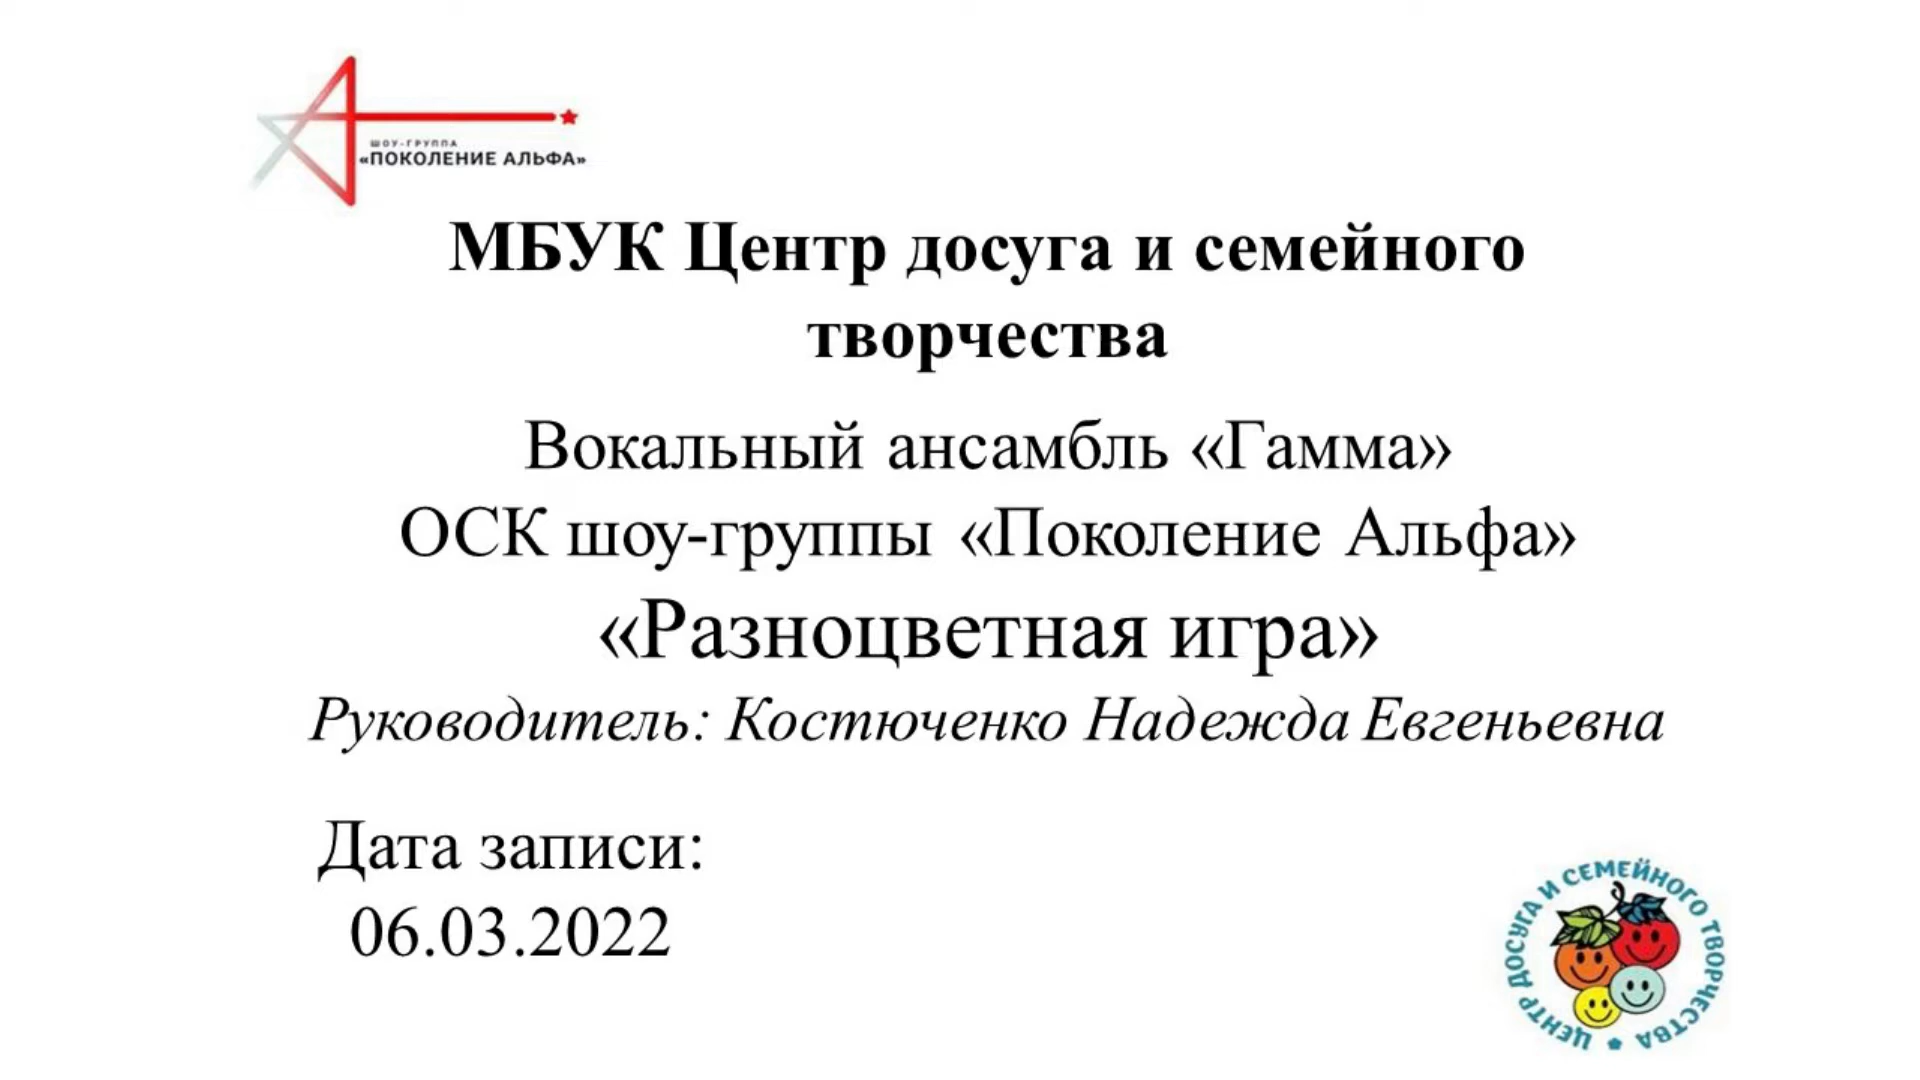 ШОУ-ГРУППА
«ПОКОЛЕНИЕ АЛЬФА»
МБУК Центр досуга и семейного
творчества
Вокальный ансамбль «Гамма»
ОСК шоу-группы «Поколение Альфа»
«Разноцветная игра»
Руководитель: Костюченко Надежда Евгеньевна
Дата записи:
06.03.2022
ЦЕНТР ДОСУГА И СЕМЕЙНОГО ТВОРЧЕСТВА